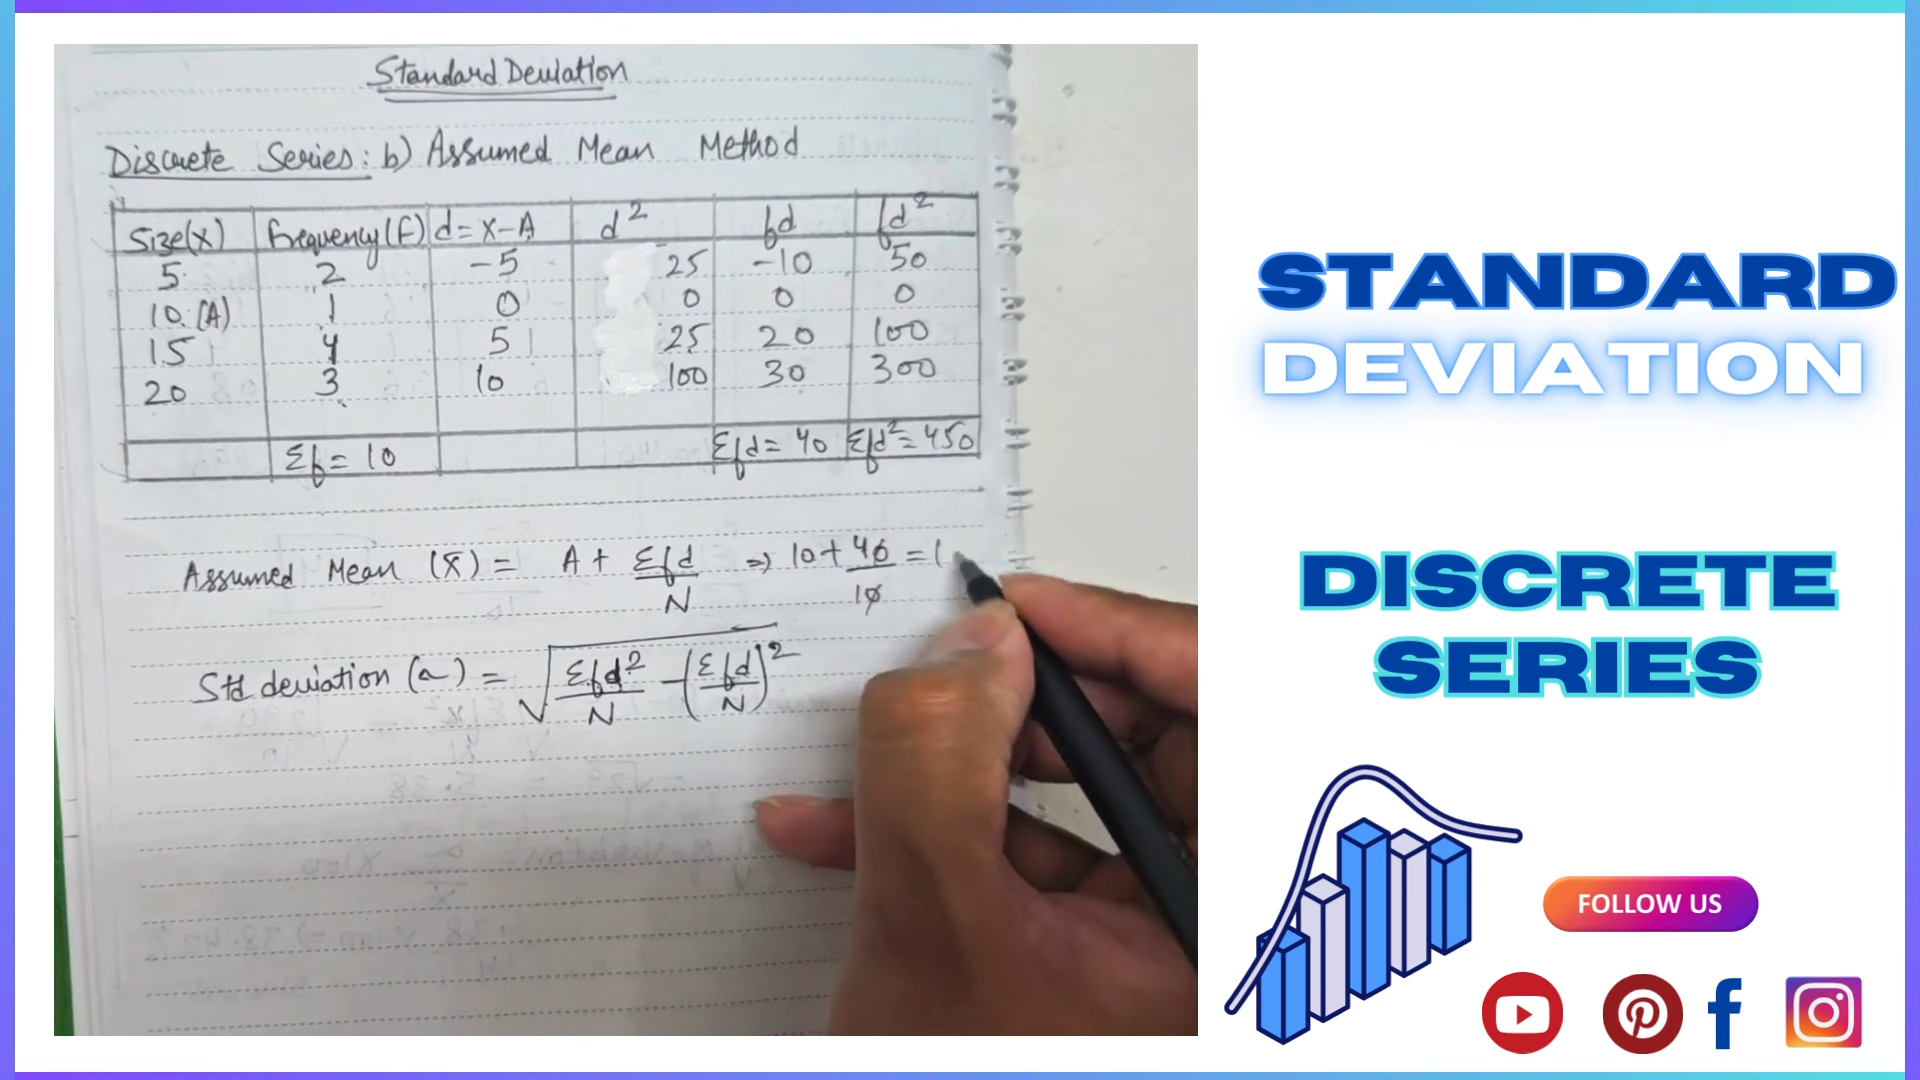 Standard Deviation
Discrete Series: b) Assumed Mean Method
Size(X) Frequency(F) d=X-A d² fd fd²
5 2 -5 25 -10 50
10(A) 1 0 0 0 0
15 4 5 25 20 100
20 3 10 100 30 300
Σf = 10 Σfd = 40 Σfd² = 450
Assumed Mean (x̄) = A + Σfd/N => 10 + 40/10 = 1
Std deviation (σ) = √Σfd²/N - (Σfd/N)²
STANDARD
DEVIATION
DISCRETE
SERIES
FOLLOW US